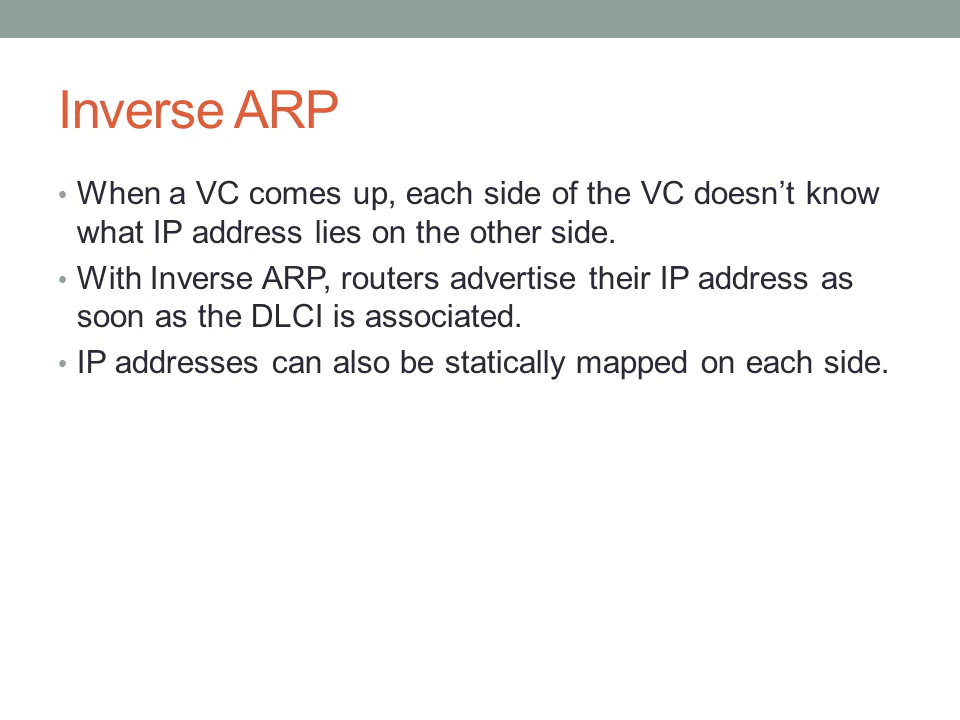 Inverse ARP
• When a VC comes up, each side of the VC doesn’t know
what IP address lies on the other side.
• With Inverse ARP, routers advertise their IP address as
soon as the DLCI is associated.
• IP addresses can also be statically mapped on each side.